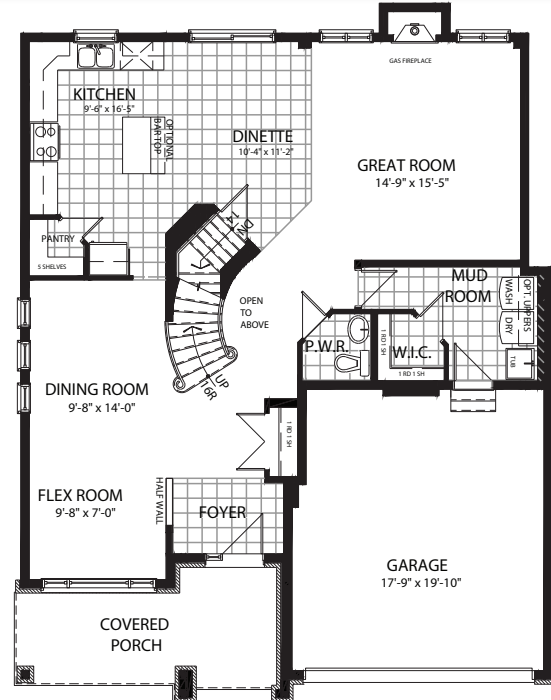 GAS FIREPLACE
KITCHEN
9'-6" x 16'-5"
OPTIONAL
BARTOP
DINETTE
10'-4" x 11'-2"
GREAT ROOM
14'-9" x 15'-5"
DN
14R
PANTRY
5 SHELVES
MUD
ROOM
OPT. UPPERS
WASH
DRY
TUB
OPEN
TO
ABOVE
P.W.R.
1 RD 1 SH
W.I.C.
1 RD 1 SH
UP
16R
DINING ROOM
9'-8" x 14'-0"
1 RD 1 SH
FLEX ROOM
9'-8" x 7'-0"
HALF WALL
FOYER
GARAGE
17'-9" x 19'-10"
COVERED
PORCH